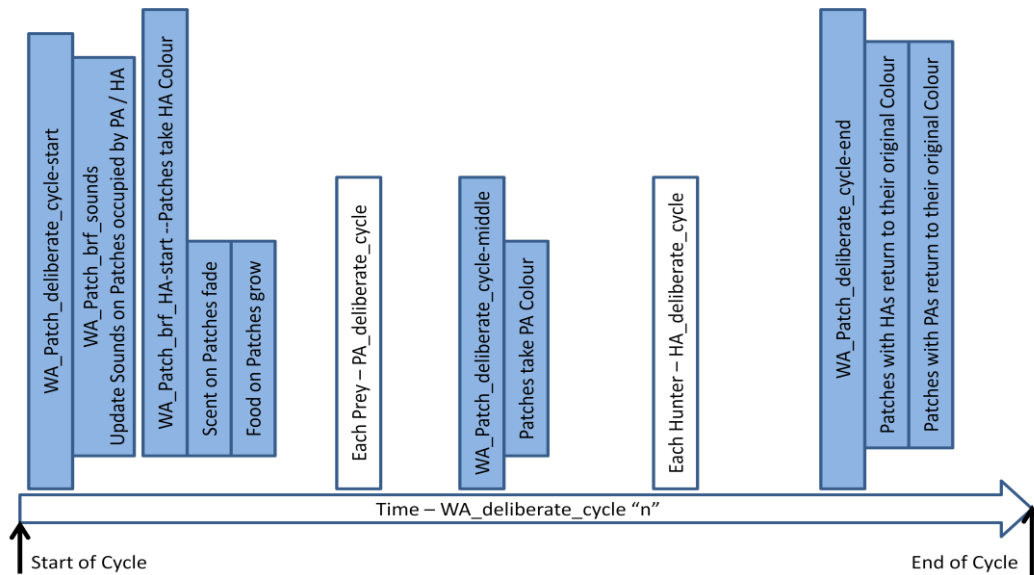 WA_Patch_deliberate_cycle-start
WA_Patch_brf_sounds
Update Sounds on Patches occupied by PA / HA
WA_Patch_brf_HA-start --Patches take HA Colour
Scent on Patches fade
Food on Patches grow
Each Prey – PA_deliberate_cycle
WA_Patch_deliberate_cycle-middle
Patches take PA Colour
Each Hunter – HA_deliberate_cycle
WA_Patch_deliberate_cycle-end
Patches with HAs return to their original Colour
Patches with PAs return to their original Colour
Time – WA_deliberate_cycle “n”
Start of Cycle
End of Cycle